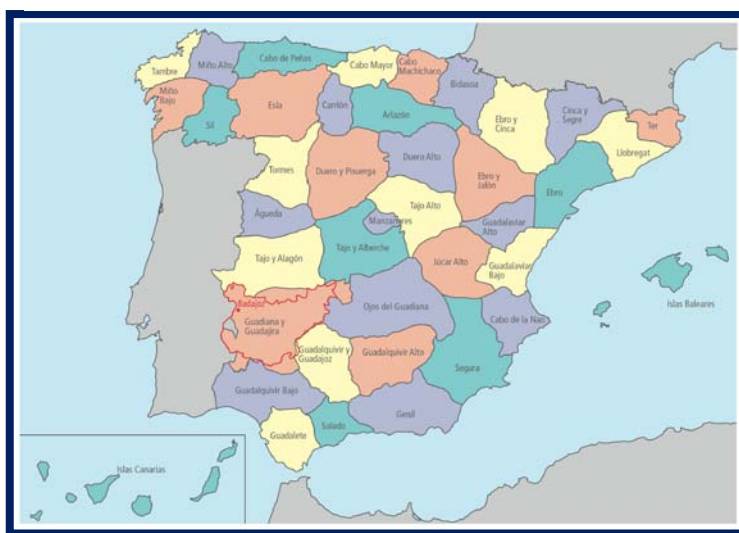 Tambre
Miño Alto
Cabo de Peñas
Cabo Mayor
Cabo
Machichaco
Bidasoa
Miño
Bajo
Sil
Esla
Carrión
Arlazón
Ebro y
Cinca
Cinca y
Segre
Ter
Llobregat
Tormes
Duero y Pisuerga
Duero Alto
Ebro y
Jalón
Ebro
Águeda
Manzanares
Tajo Alto
Guadalaviar
Alto
Tajo y Alagón
Tajo y Alberche
Júcar Alto
Guadalaviar
Bajo
Badajoz
Guadiana y
Guadajira
Ojos del Guadiana
Cabo de la Nao
Islas Baleares
Guadalquivir y
Guadajoz
Guadalquivir Alto
Segura
Guadalquivir Bajo
Genil
Guadalete
Salado
Islas Canarias